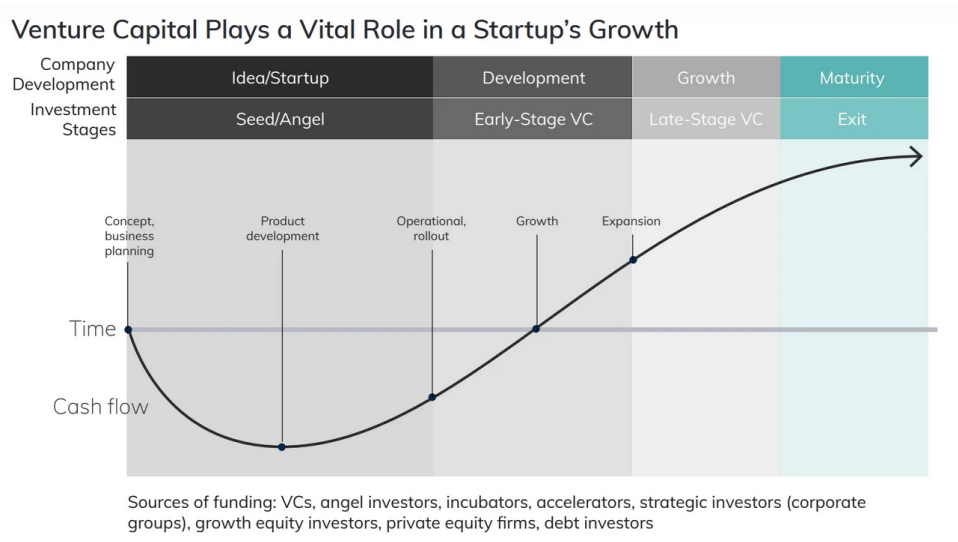 Venture Capital Plays a Vital Role in a Startup's Growth
Company
Development
Idea/Startup
Development
Growth
Maturity
Investment
Stages
Seed/Angel
Early-Stage VC
Late-Stage VC
Exit
Concept,
business
planning
Product
development
Operational,
rollout
Growth
Expansion
Time
Cash flow
Sources of funding: VCs, angel investors, incubators, accelerators, strategic investors (corporate
groups), growth equity investors, private equity firms, debt investors